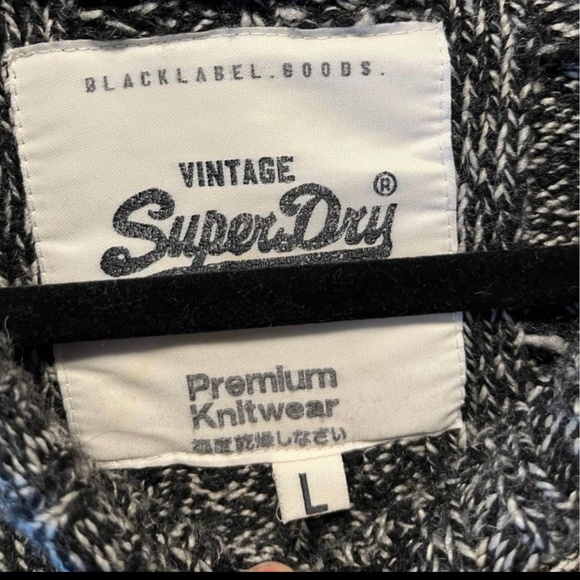 BLACKLABEL.GOODS.
VINTAGE
SuperDry®
Premium
Knitwear
極度乾燥しなさい
L